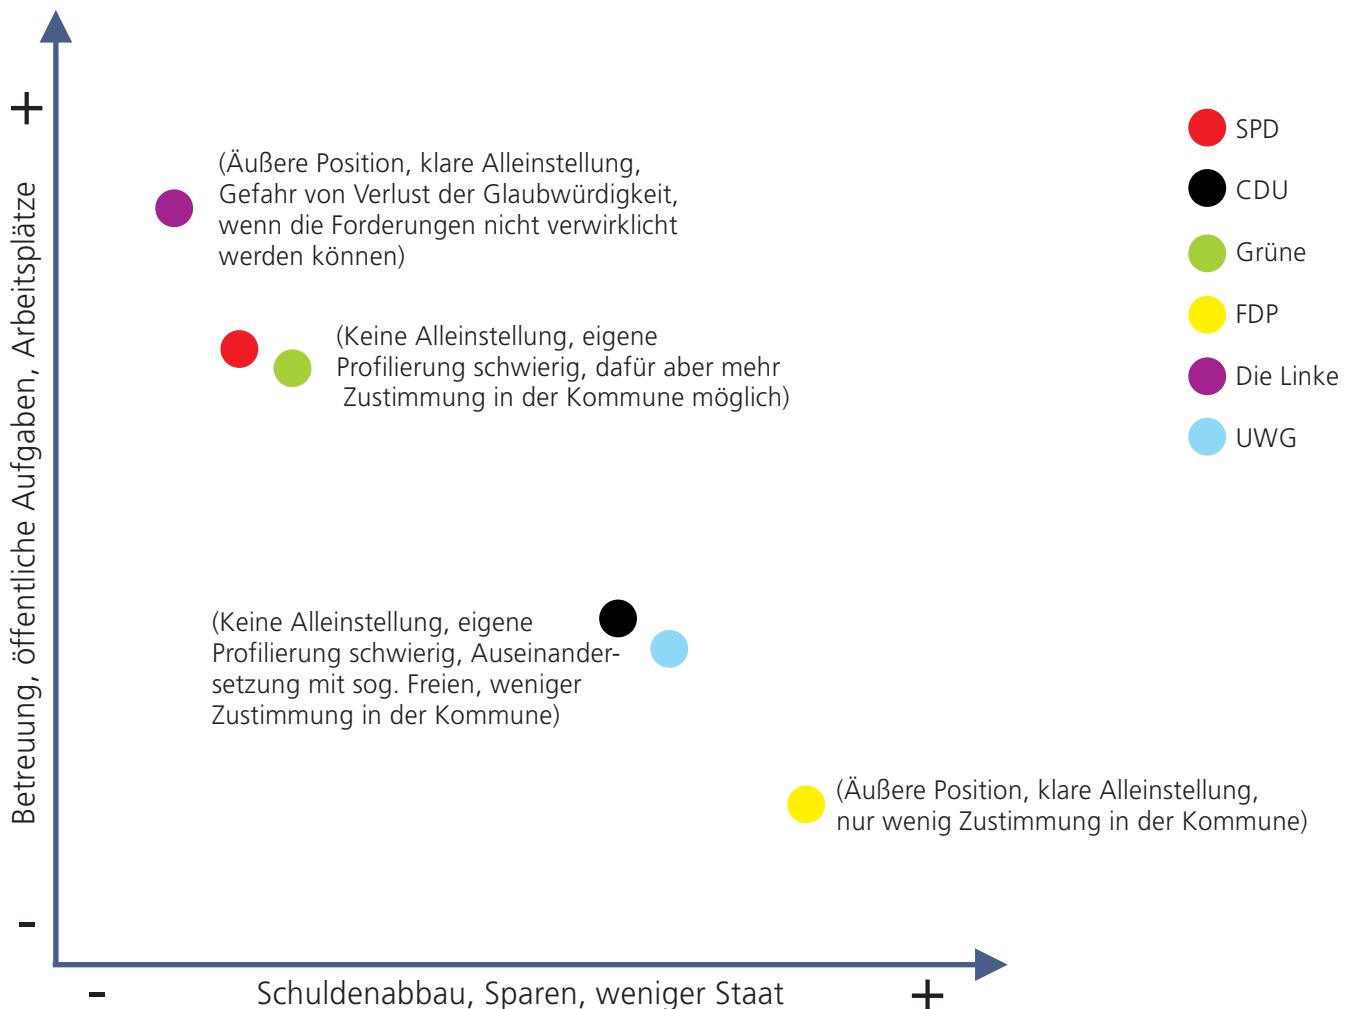 +
Betreuung, öffentliche Aufgaben, Arbeitsplätze
-
(Äußere Position, klare Alleinstellung,
Gefahr von Verlust der Glaubwürdigkeit,
wenn die Forderungen nicht verwirklicht
werden können)
(Keine Alleinstellung, eigene
Profilierung schwierig, dafür aber mehr
Zustimmung in der Kommune möglich)
(Keine Alleinstellung, eigene
Profilierung schwierig, Auseinander-
setzung mit sog. Freien, weniger
Zustimmung in der Kommune)
(Äußere Position, klare Alleinstellung,
nur wenig Zustimmung in der Kommune)
SPD
CDU
Grüne
FDP
Die Linke
UWG
-
Schuldenabbau, Sparen, weniger Staat
+